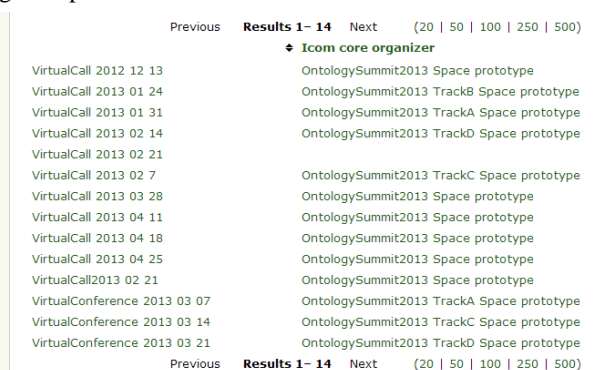 Previous Results 1– 14 Next (20 | 50 | 100 | 250 | 500)
Icom core organizer
VirtualCall 2012 12 13 OntologySummit2013 Space prototype
VirtualCall 2013 01 24 OntologySummit2013 TrackB Space prototype
VirtualCall 2013 01 31 OntologySummit2013 TrackA Space prototype
VirtualCall 2013 02 14 OntologySummit2013 TrackD Space prototype
VirtualCall 2013 02 21
VirtualCall 2013 02 7 OntologySummit2013 TrackC Space prototype
VirtualCall 2013 03 28 OntologySummit2013 Space prototype
VirtualCall 2013 04 11 OntologySummit2013 Space prototype
VirtualCall 2013 04 18 OntologySummit2013 Space prototype
VirtualCall 2013 04 25 OntologySummit2013 Space prototype
VirtualCall2013 02 21 OntologySummit2013 Space prototype
VirtualConference 2013 03 07 OntologySummit2013 TrackA Space prototype
VirtualConference 2013 03 14 OntologySummit2013 TrackC Space prototype
VirtualConference 2013 03 21 OntologySummit2013 TrackD Space prototype
Previous Results 1– 14 Next (20 | 50 | 100 | 250 | 500)